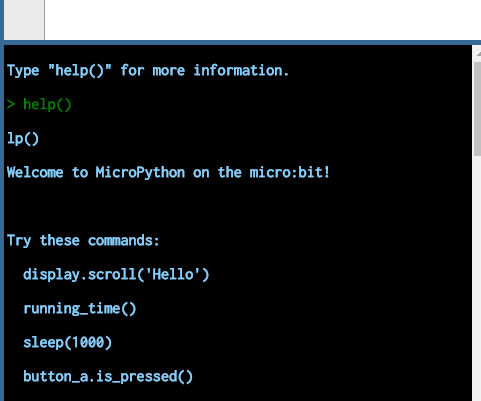 Type "help()" for more information.
> help()
lp()
Welcome to MicroPython on the micro:bit!
Try these commands:
display.scroll('Hello')
running_time()
sleep(1000)
button_a.is_pressed()